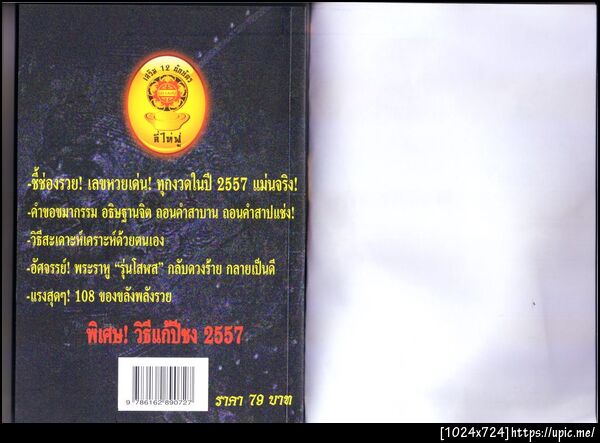 เสริม 12 นักษัตร
ตี่ไห่ฟู
-ชี้ช่องรวย! เลขหวยเด่น! ทุกงวดในปี 2557 แม่นจริง!
-คำขอขมากรรม อธิษฐานจิต ถอนคำสาบาน ถอนคำสาปแช่ง!
-วิธีสะเดาะห์เคราะห์ด้วยตนเอง
-อัศจรรย์! พระราหู "รุ่นโสฬส" กลับดวงร้าย กลายเป็นดี
-แรงสุดๆ! 108 ของขลังพลังรวย
พิเศษ! วิธีแก้ปีชง 2557
9 786162 890727
ราคา 79 บาท
[1024x724]https://upic.me/